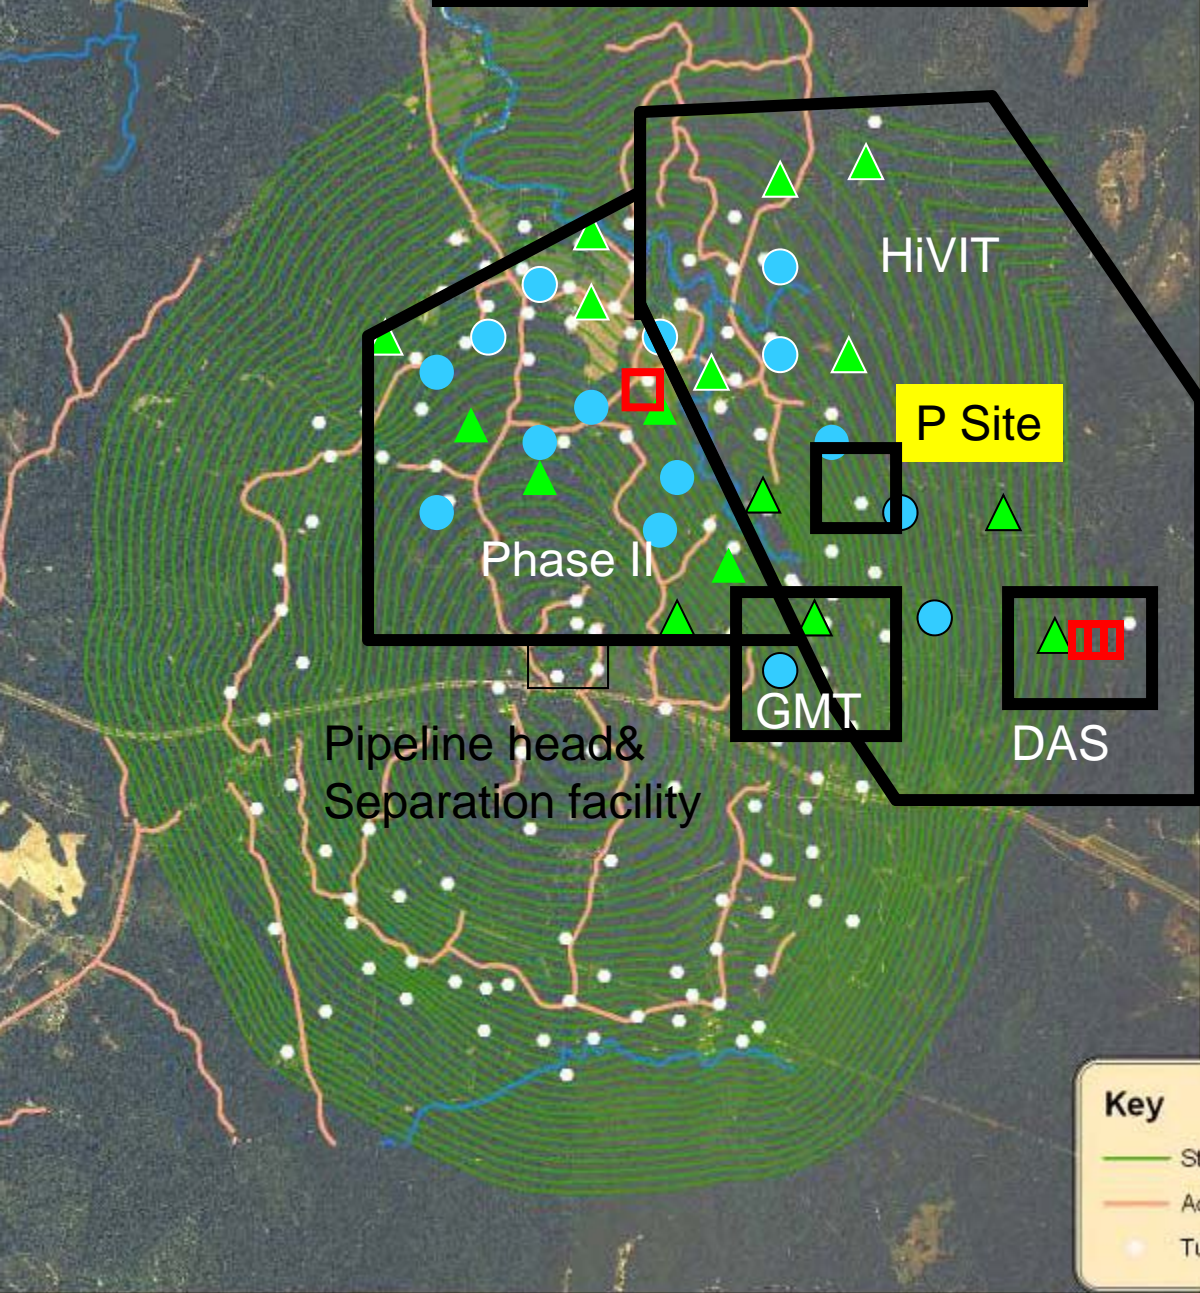 HiVIT
P Site
Phase II
GMT
DAS
Pipeline head&
Separation facility
Key